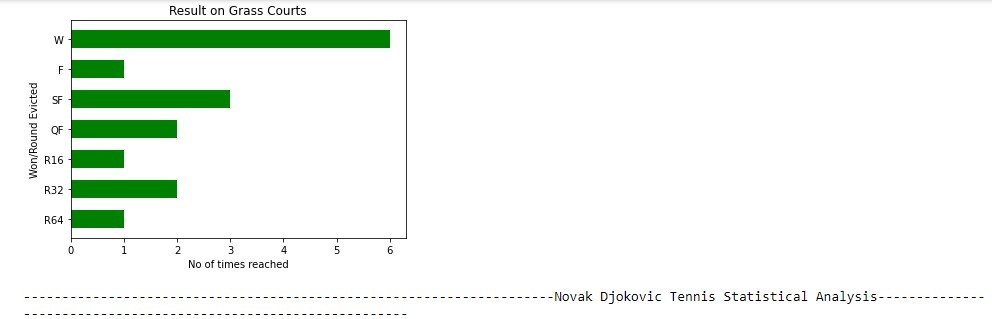 Result on Grass Courts
W
F
SF
QF
R16
R32
R64
Won/Round Evicted
0 1 2 3 4 5 6
No of times reached
---------------------------------------------------------------------Novak Djokovic Tennis Statistical Analysis--------------
--------------------------------------------------